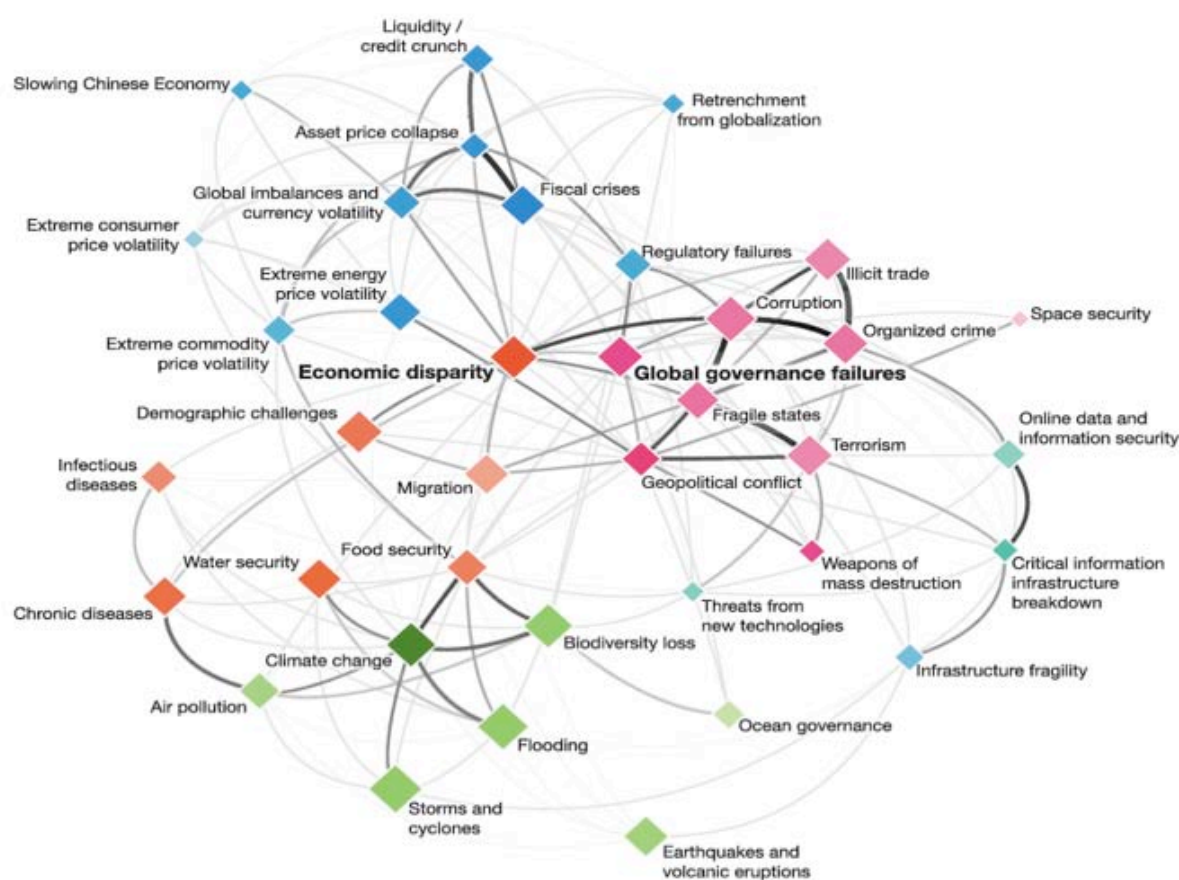 Liquidity /
credit crunch
Slowing Chinese Economy
Retrenchment
from globalization
Asset price collapse
Global imbalances and
currency volatility
Fiscal crises
Extreme consumer
price volatility
Regulatory failures
Illicit trade
Extreme energy
price volatility
Corruption
Organized crime
Space security
Extreme commodity
price volatility
Economic disparity
Global governance failures
Demographic challenges
Fragile states
Online data and
information security
Terrorism
Infectious
diseases
Migration
Geopolitical conflict
Water security
Food security
Weapons of
mass destruction
Critical information
infrastructure
breakdown
Chronic diseases
Threats from
new technologies
Biodiversity loss
Climate change
Infrastructure fragility
Air pollution
Ocean governance
Flooding
Storms and
cyclones
Earthquakes and
volcanic eruptions